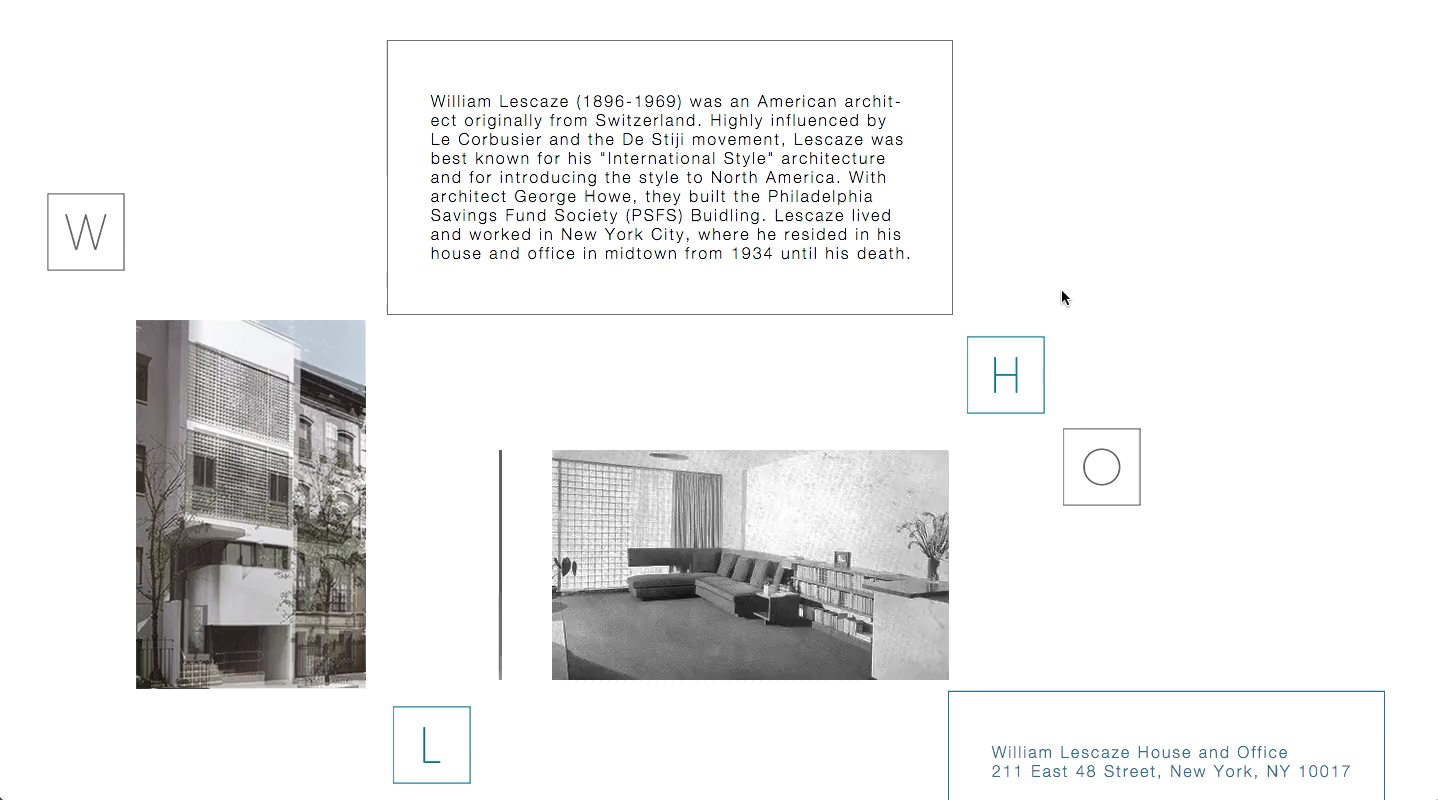 William Lescaze (1896-1969) was an American archit-
ect originally from Switzerland. Highly influenced by
Le Corbusier and the De Stiji movement, Lescaze was
best known for his "International Style" architecture
and for introducing the style to North America. With
architect George Howe, they built the Philadelphia
Savings Fund Society (PSFS) Buidling. Lescaze lived
and worked in New York City, where he resided in his
house and office in midtown from 1934 until his death.
W
H
O
L
William Lescaze House and Office
211 East 48 Street, New York, NY 10017